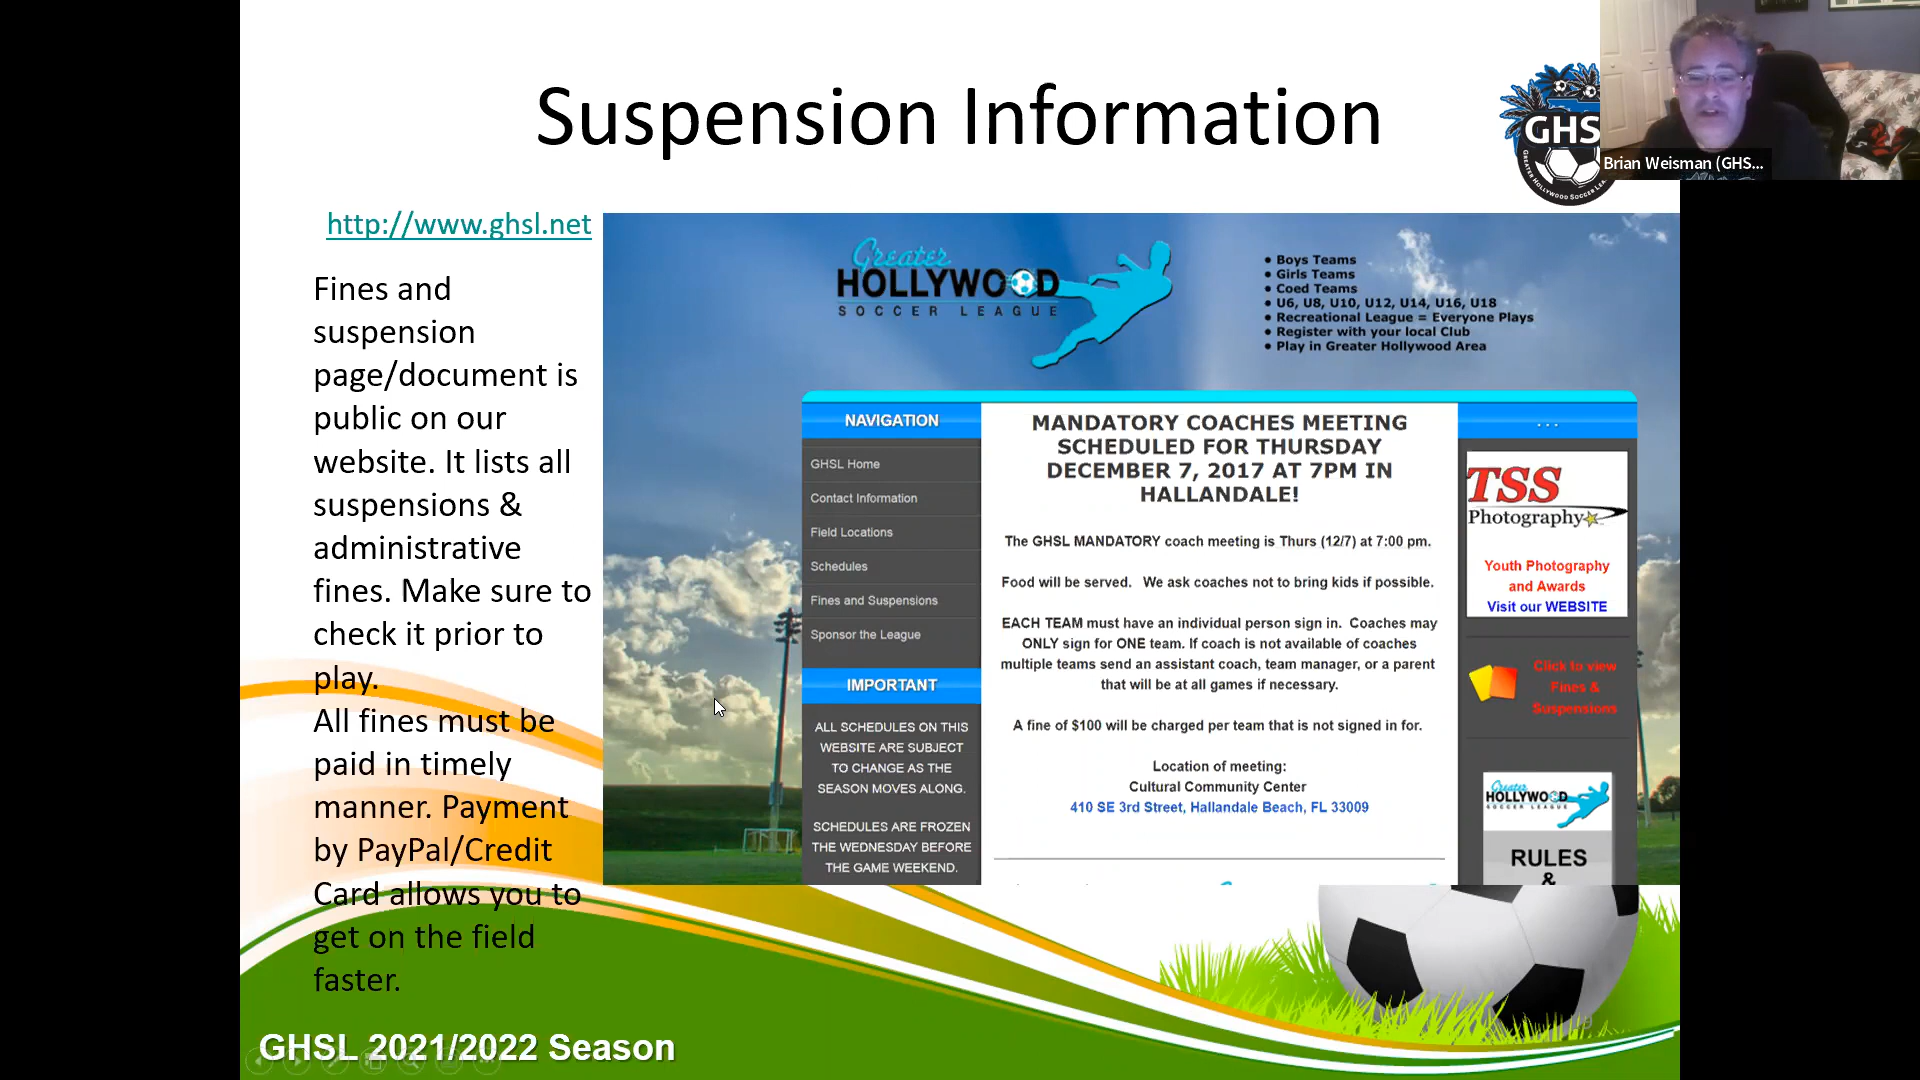 Suspension Information
GHS
GREATER HOLLYWOOD SOCCER LEA
Brian Weisman (GHS...
http://www.ghsl.net
Fines and
suspension
page/document is
public on our
website. It lists all
suspensions &
administrative
fines. Make sure to
check it prior to
play.
All fines must be
paid in timely
manner. Payment
by PayPal/Credit
Card allows you to
get on the field
faster.
Greater
HOLLYWOOD
SOCCER LEAGUE
• Boys Teams
• Girls Teams
• Coed Teams
• U6, U8, U10, U12, U14, U16, U18
• Recreational League = Everyone Plays
• Register with your local Club
• Play in Greater Hollywood Area
NAVIGATION
GHSL Home
Contact Information
Field Locations
Schedules
Fines and Suspensions
Sponsor the League
IMPORTANT
ALL SCHEDULES ON THIS
WEBSITE ARE SUBJECT
TO CHANGE AS THE
SEASON MOVES ALONG.
SCHEDULES ARE FROZEN
THE WEDNESDAY BEFORE
THE GAME WEEKEND.
MANDATORY COACHES MEETING
SCHEDULED FOR THURSDAY
DECEMBER 7, 2017 AT 7PM IN
HALLANDALE!
The GHSL MANDATORY coach meeting is Thurs (12/7) at 7:00 pm.
Food will be served. We ask coaches not to bring kids if possible.
EACH TEAM must have an individual person sign in. Coaches may
ONLY sign for ONE team. If coach is not available of coaches
multiple teams send an assistant coach, team manager, or a parent
that will be at all games if necessary.
A fine of $100 will be charged per team that is not signed in for.
Location of meeting:
Cultural Community Center
410 SE 3rd Street, Hallandale Beach, FL 33009
...
TSS
Photography
Youth Photography
and Awards
Visit our WEBSITE
Click to view
Fines &
Suspensions
Greater
HOLLYWOOD
SOCCER LEAGUE
RULES
&
GHSL 2021/2022 Season